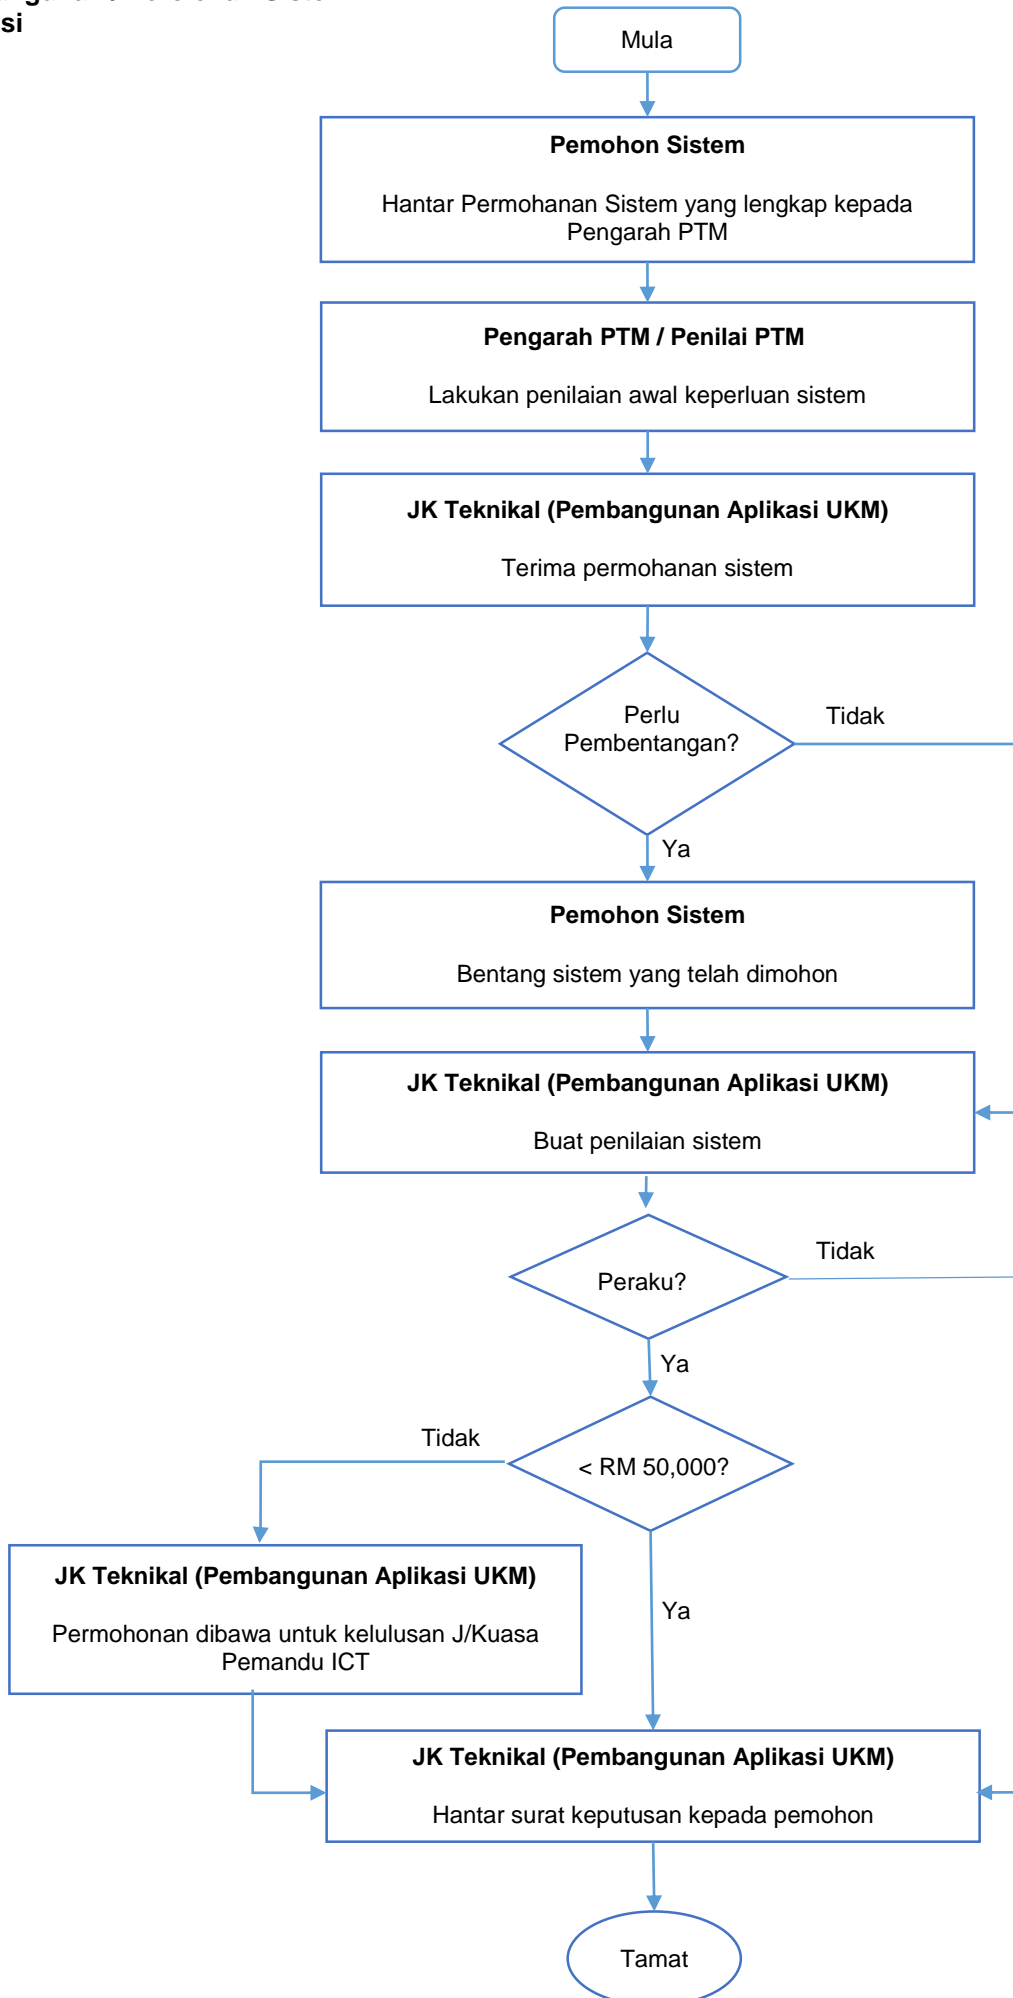 si
Mula
Pemohon Sistem
Hantar Permohanan Sistem yang lengkap kepada
Pengarah PTM
Pengarah PTM / Penilai PTM
Lakukan penilaian awal keperluan sistem
JK Teknikal (Pembangunan Aplikasi UKM)
Terima permohanan sistem
Perlu
Pembentangan?
Tidak
Ya
Pemohon Sistem
Bentang sistem yang telah dimohon
JK Teknikal (Pembangunan Aplikasi UKM)
Buat penilaian sistem
Tidak
Peraku?
Ya
Tidak
< RM 50,000?
JK Teknikal (Pembangunan Aplikasi UKM)
Permohonan dibawa untuk kelulusan J/Kuasa
Pemandu ICT
Ya
JK Teknikal (Pembangunan Aplikasi UKM)
Hantar surat keputusan kepada pemohon
Tamat